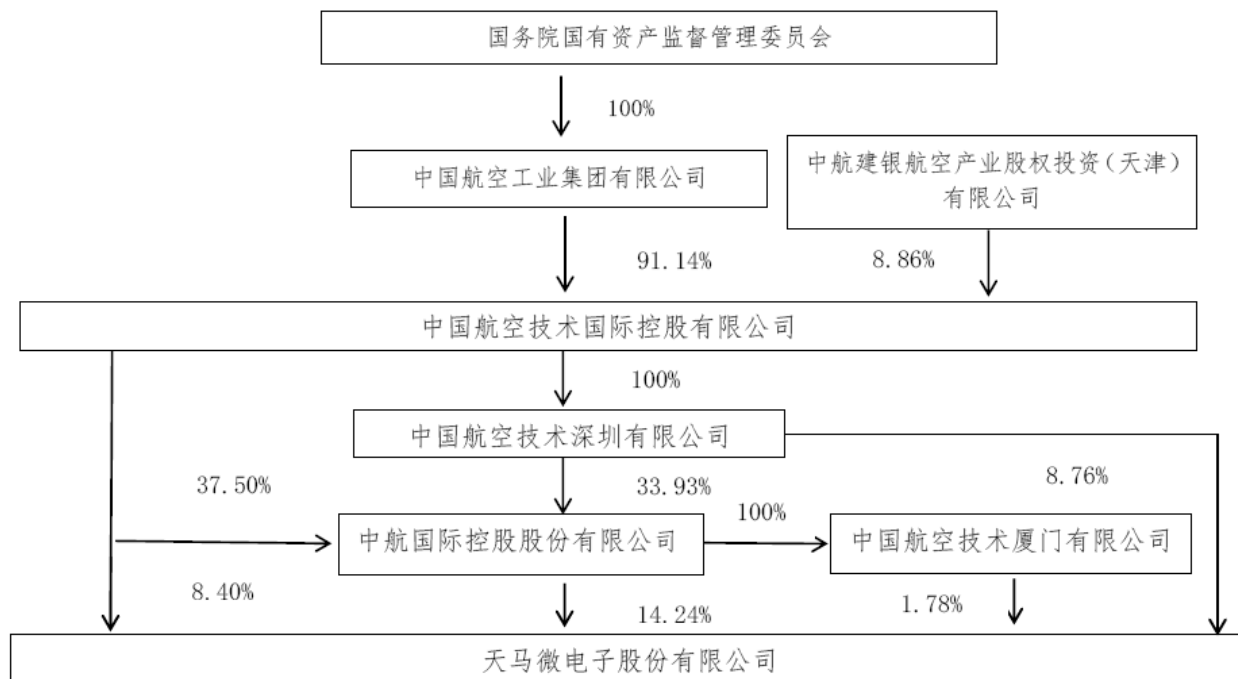 国务院国有资产监督管理委员会
100%
中国航空工业集团有限公司
中航建银航空产业股权投资（天津）
有限公司
91.14%
8.86%
中国航空技术国际控股有限公司
100%
中国航空技术深圳有限公司
37.50%
33.93%
8.76%
100%
中航国际控股股份有限公司
中国航空技术厦门有限公司
8.40%
14.24%
1.78%
天马微电子股份有限公司